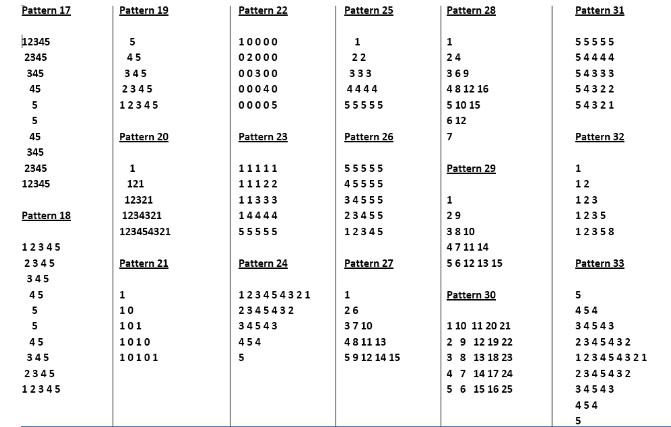 Pattern 17
12345
2345
345
45
5
5
45
345
2345
12345
Pattern 18
1 2 3 4 5
2 3 4 5
3 4 5
4 5
5
5
4 5
3 4 5
2 3 4 5
1 2 3 4 5
Pattern 19
5
4 5
3 4 5
2 3 4 5
1 2 3 4 5
Pattern 20
1
121
12321
1234321
123454321
Pattern 21
1
1 0
1 0 1
1 0 1 0
1 0 1 0 1
Pattern 22
1 0 0 0 0
0 2 0 0 0
0 0 3 0 0
0 0 0 4 0
0 0 0 0 5
Pattern 23
1 1 1 1 1
1 1 1 2 2
1 1 3 3 3
1 4 4 4 4
5 5 5 5 5
Pattern 24
1 2 3 4 5 4 3 2 1
2 3 4 5 4 3 2
3 4 5 4 3
4 5 4
5
Pattern 25
1
2 2
3 3 3
4 4 4 4
5 5 5 5 5
Pattern 26
5 5 5 5 5
4 5 5 5 5
3 4 5 5 5
2 3 4 5 5
1 2 3 4 5
Pattern 27
1
2 6
3 7 10
4 8 11 13
5 9 12 14 15
Pattern 28
1
2 4
3 6 9
4 8 12 16
5 10 15
6 12
7
Pattern 29
1
2 9
3 8 10
4 7 11 14
5 6 12 13 15
Pattern 30
1 10 11 20 21
2 9 12 19 22
3 8 13 18 23
4 7 14 17 24
5 6 15 16 25
Pattern 31
5 5 5 5 5
5 4 4 4 4
5 4 3 3 3
5 4 3 2 2
5 4 3 2 1
Pattern 32
1
1 2
1 2 3
1 2 3 5
1 2 3 5 8
Pattern 33
5
4 5 4
3 4 5 4 3
2 3 4 5 4 3 2
1 2 3 4 5 4 3 2 1
2 3 4 5 4 3 2
3 4 5 4 3
4 5 4
5